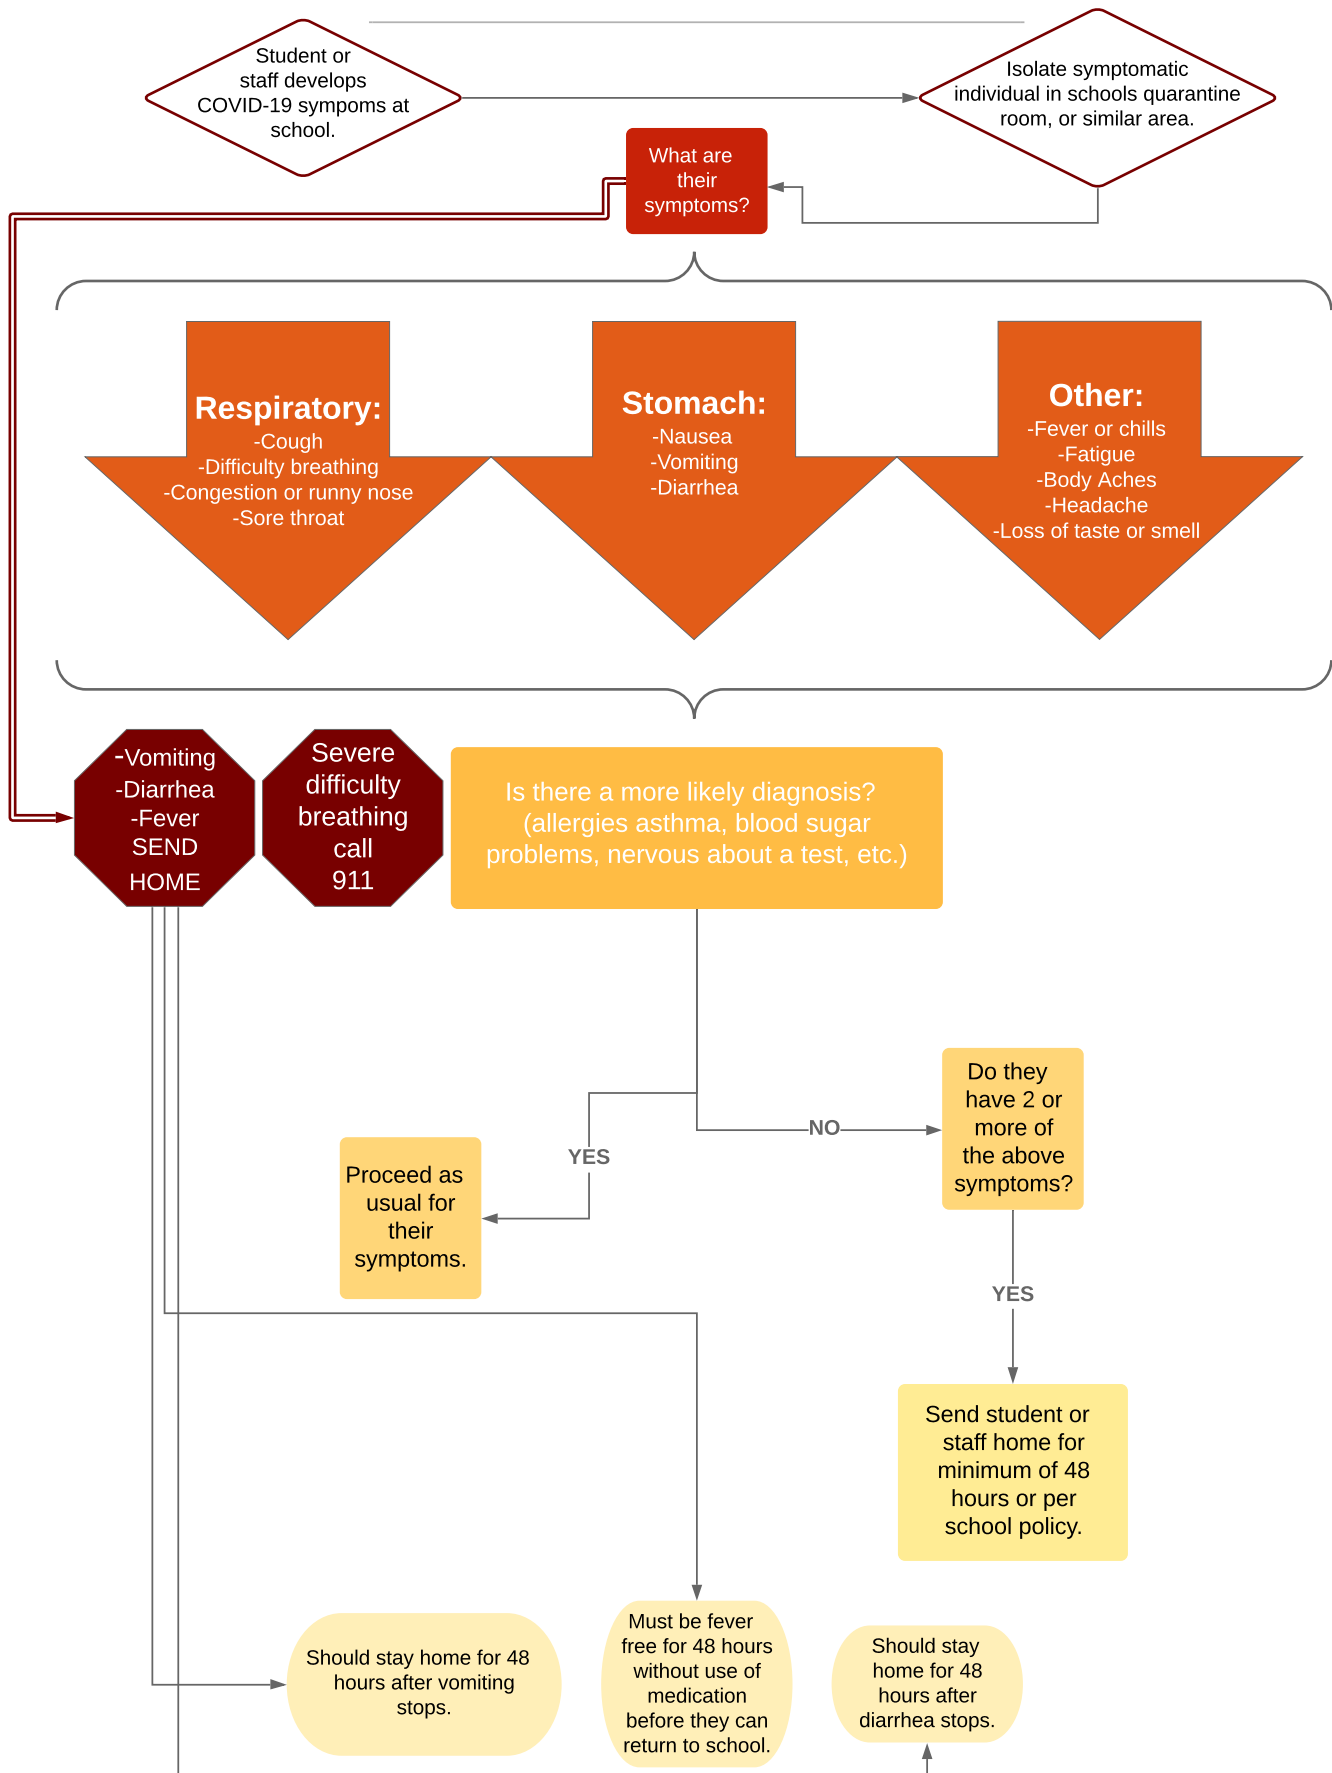 Student or
staff develops
COVID-19 sympoms at
school.
Isolate symptomatic
individual in schools quarantine
room, or similar area.
What are
their
symptoms?
Respiratory:
-Cough
-Difficulty breathing
-Congestion or runny nose
-Sore throat
Stomach:
-Nausea
-Vomiting
-Diarrhea
Other:
-Fever or chills
-Fatigue
-Body Aches
-Headache
-Loss of taste or smell
-Vomiting
-Diarrhea
-Fever
SEND
HOME
Severe
difficulty
breathing
call
911
Is there a more likely diagnosis?
(allergies asthma, blood sugar
problems, nervous about a test, etc.)
Do they
have 2 or
more of
the above
symptoms?
NO
YES
Proceed as
usual for
their
symptoms.
YES
Send student or
staff home for
minimum of 48
hours or per
school policy.
Should stay home for 48
hours after vomiting
stops.
Must be fever
free for 48 hours
without use of
medication
before they can
return to school.
Should stay
home for 48
hours after
diarrhea stops.